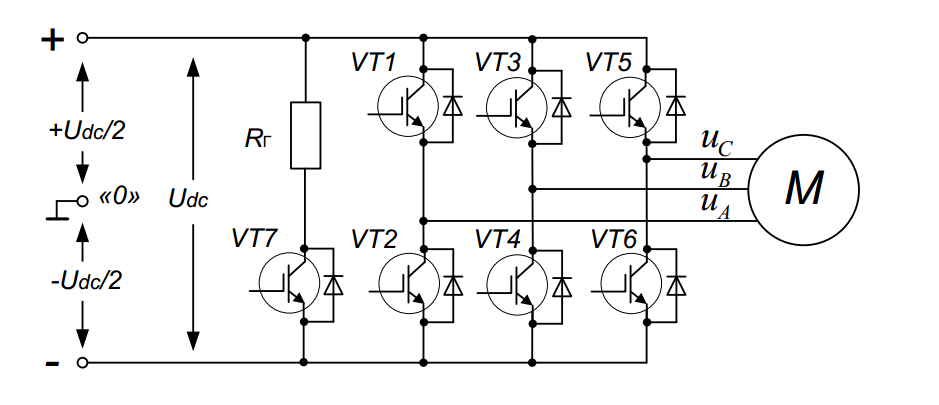 +
VT1
VT3
VT5
+Udc/2
Rг
uC
uB
uA
M
«0»
Udc
VT7
VT2
VT4
VT6
-Udc/2
-